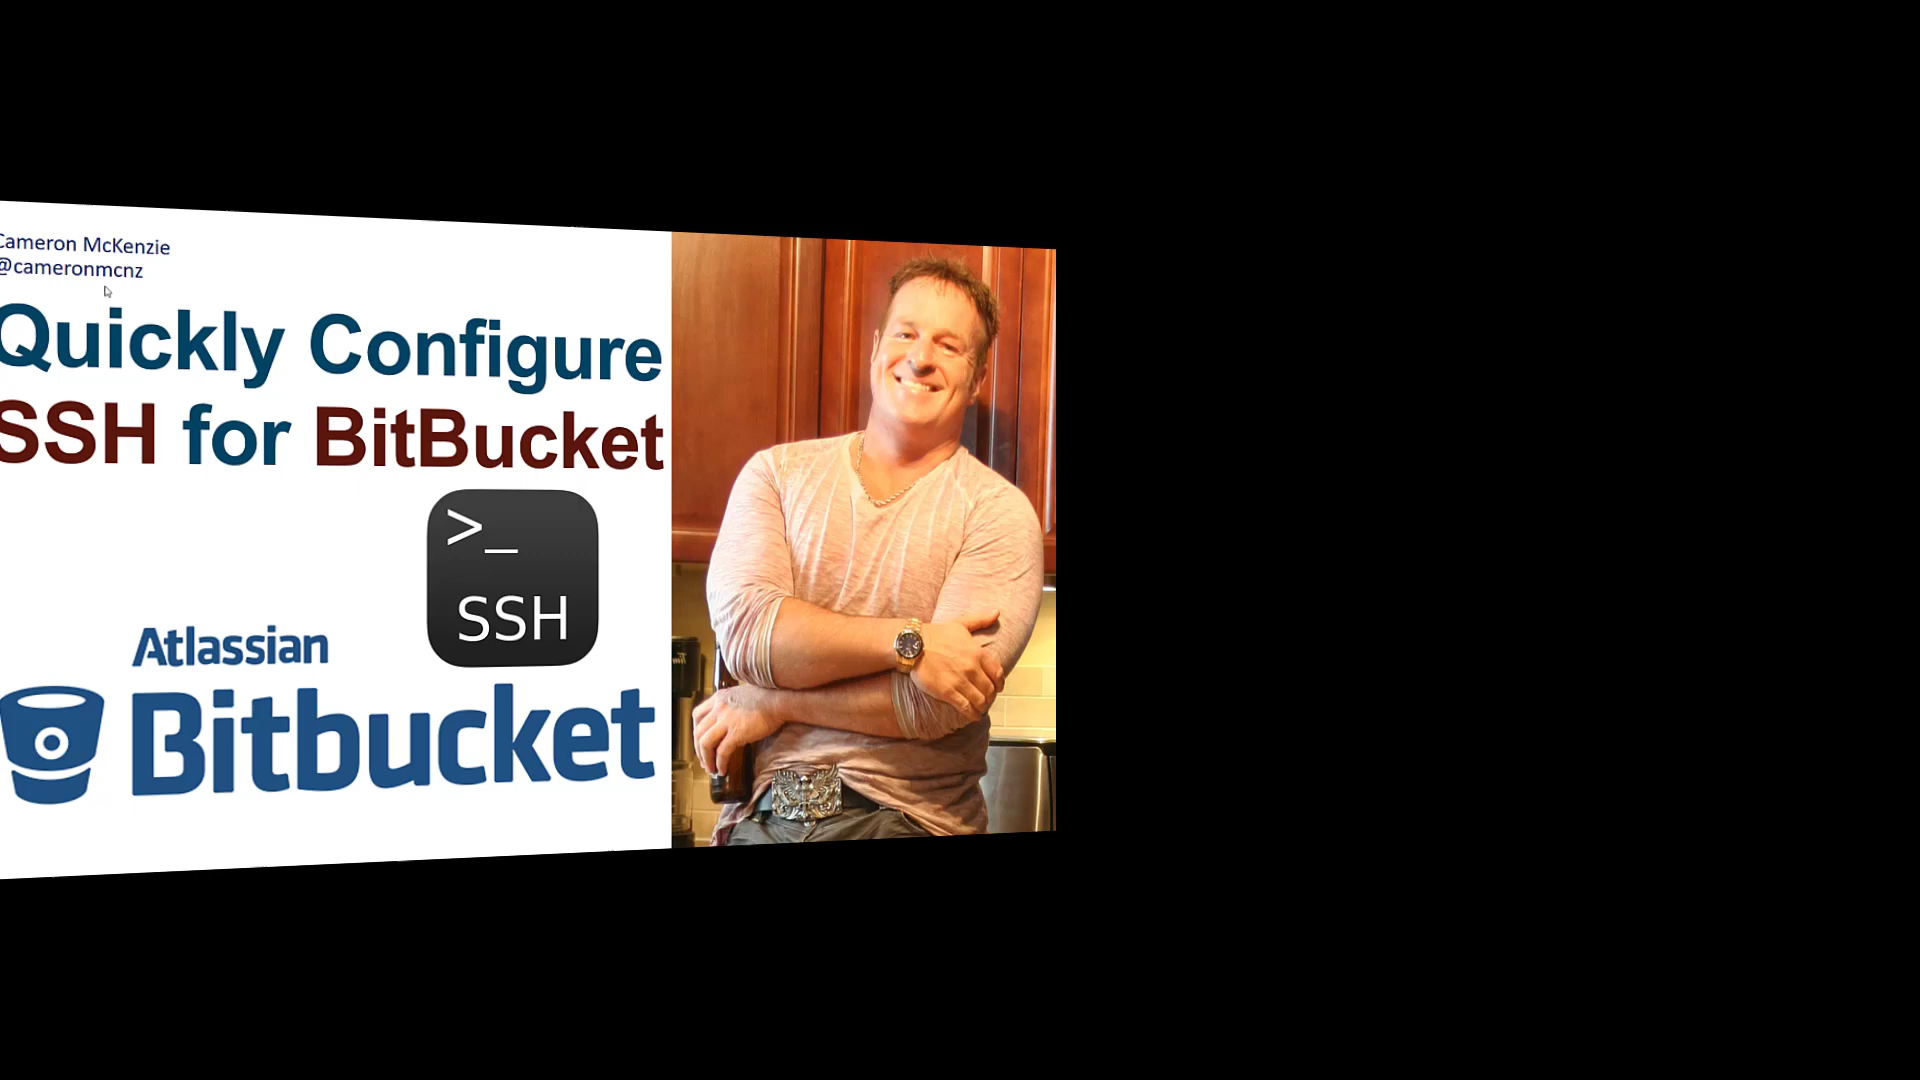 Cameron McKenzie
@cameronmcnz
Quickly Configure
SSH for BitBucket
>_
SSH
Atlassian
Bitbucket